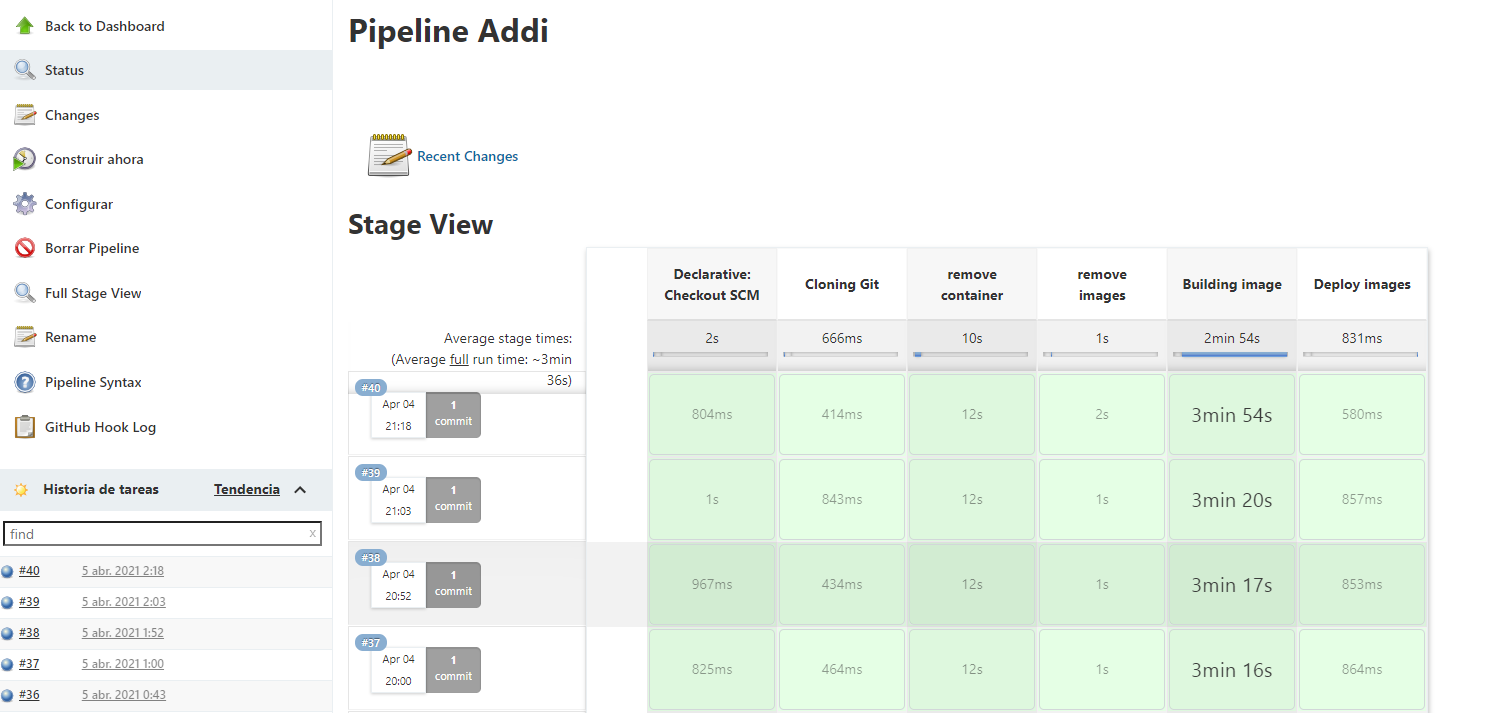 Back to Dashboard
Status
Changes
Construir ahora
Configurar
Borrar Pipeline
Full Stage View
Rename
Pipeline Syntax
GitHub Hook Log
Historia de tareas Tendencia
find x
#40 5 abr. 2021 2:18
#39 5 abr. 2021 2:03
#38 5 abr. 2021 1:52
#37 5 abr. 2021 1:00
#36 5 abr. 2021 0:43
Pipeline Addi
Recent Changes
Stage View
Declarative:
Checkout SCM
Cloning Git
remove
container
remove
images
Building image
Deploy images
Average stage times:
(Average full run time: ~3min
36s)
2s 666ms 10s 1s 2min 54s 831ms
#40
Apr 04
21:18
1
commit
804ms 414ms 12s 2s 3min 54s 580ms
#39
Apr 04
21:03
1
commit
1s 843ms 12s 1s 3min 20s 857ms
#38
Apr 04
20:52
1
commit
967ms 434ms 12s 1s 3min 17s 853ms
#37
Apr 04
20:00
1
commit
825ms 464ms 12s 1s 3min 16s 864ms